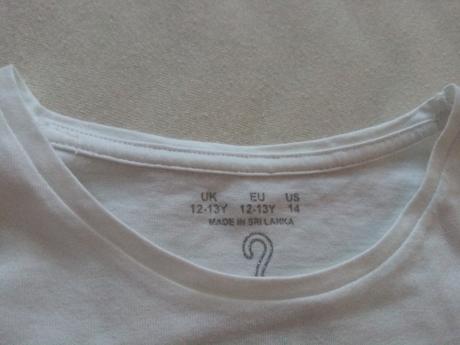 UK EU US
12-13Y 12-13Y 14
MADE IN SRI LANKA